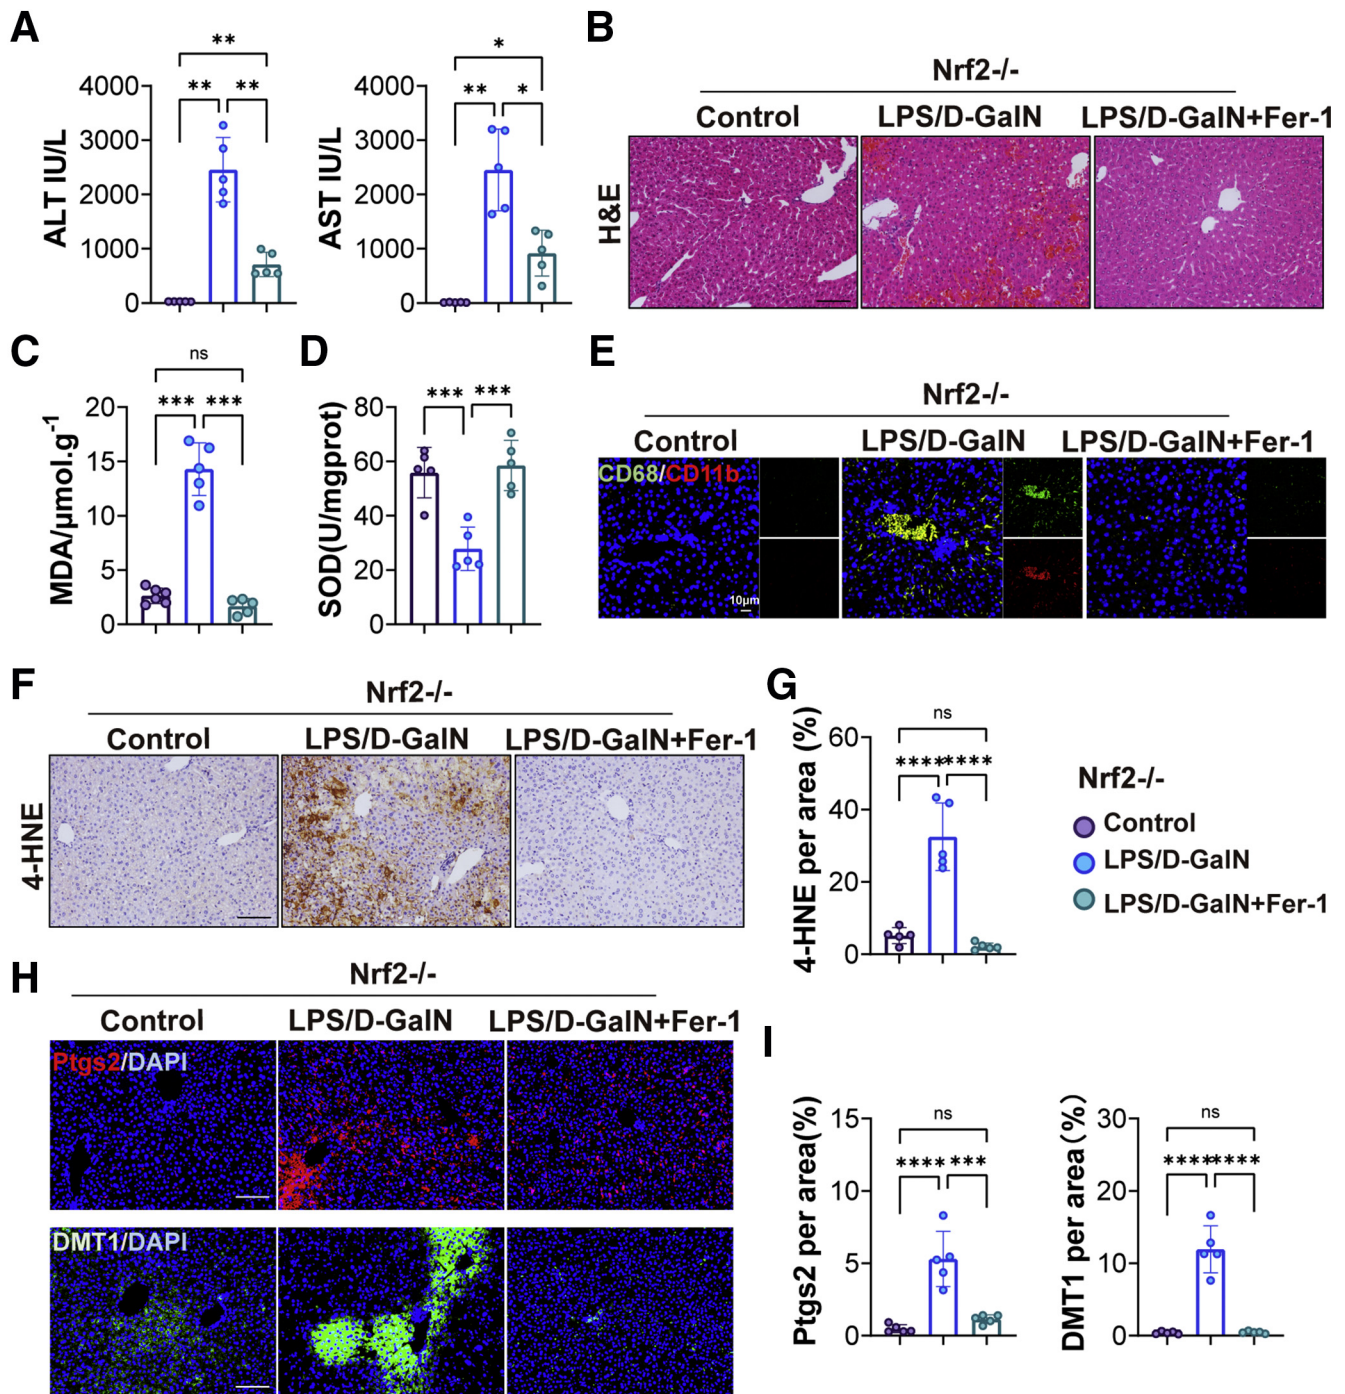 A
**
**
**
4000
3000
2000
1000
0
ALT IU/L
*
**
*
4000
3000
2000
1000
0
AST IU/L
B
Nrf2-/-
Control
LPS/D-GalN
LPS/D-GalN+Fer-1
H&E
C
ns
***
***
20
15
10
5
0
MDA/μmol.g-1
D
***
***
80
60
40
20
0
SOD(U/mgprot)
E
Nrf2-/-
Control
LPS/D-GalN
LPS/D-GalN+Fer-1
CD68/CD11b
10μm
F
Nrf2-/-
Control
LPS/D-GalN
LPS/D-GalN+Fer-1
4-HNE
G
ns
****
****
60
40
20
0
4-HNE per area (%)
Nrf2-/-
Control
LPS/D-GalN
LPS/D-GalN+Fer-1
H
Nrf2-/-
Control
LPS/D-GalN
LPS/D-GalN+Fer-1
Ptgs2/DAPI
DMT1/DAPI
I
ns
****
***
15
10
5
0
Ptgs2 per area(%)
ns
****
****
30
20
10
0
DMT1 per area(%)